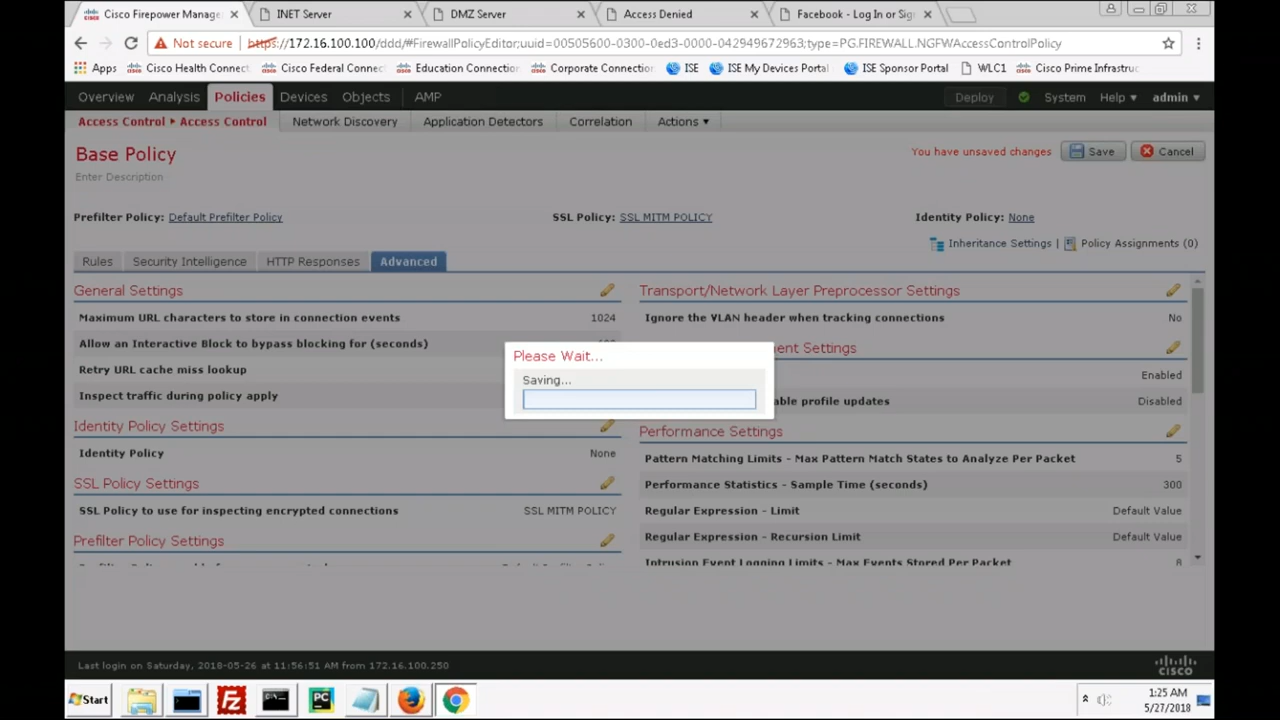 Cisco Firepower Manage
INET Server
DMZ Server
Access Denied
Facebook - Log In or Sig
Not secure
https://172.16.100.100/ddd/#FirewallPolicyEditor;uuid=00505600-0300-0ed3-0000-042949672963;type=PG.FIREWALL.NGFWAccessControlPolicy
Apps
Cisco Health Connect
Cisco Federal Connec
Education Connection
Corporate Connection
ISE
ISE My Devices Portal
ISE Sponsor Portal
WLC1
Cisco Prime Infrastruc
Overview
Analysis
Policies
Devices
Objects
AMP
Deploy
System
Help
admin
Access Control ▸ Access Control
Network Discovery
Application Detectors
Correlation
Actions
Base Policy
You have unsaved changes
Save
Cancel
Enter Description
Prefilter Policy: Default Prefilter Policy
SSL Policy: SSL MITM POLICY
Identity Policy: None
Inheritance Settings | Policy Assignments (0)
Rules
Security Intelligence
HTTP Responses
Advanced
General Settings
Maximum URL characters to store in connection events 1024
Allow an Interactive Block to bypass blocking for (seconds)
Retry URL cache miss lookup
Inspect traffic during policy apply
Identity Policy Settings
Identity Policy None
SSL Policy Settings
SSL Policy to use for inspecting encrypted connections SSL MITM POLICY
Prefilter Policy Settings
Transport/Network Layer Preprocessor Settings
Ignore the VLAN header when tracking connections No
ent Settings
Enabled
able profile updates Disabled
Performance Settings
Pattern Matching Limits - Max Pattern Match States to Analyze Per Packet 5
Performance Statistics - Sample Time (seconds) 300
Regular Expression - Limit Default Value
Regular Expression - Recursion Limit Default Value
Intrusion Event Logging Limits - Max Events Stored Per Packet 8
Please Wait...
Saving...
Last login on Saturday, 2018-05-26 at 11:56:51 AM from 172.16.100.250
CISCO
Start
PC
1:25 AM
5/27/2018